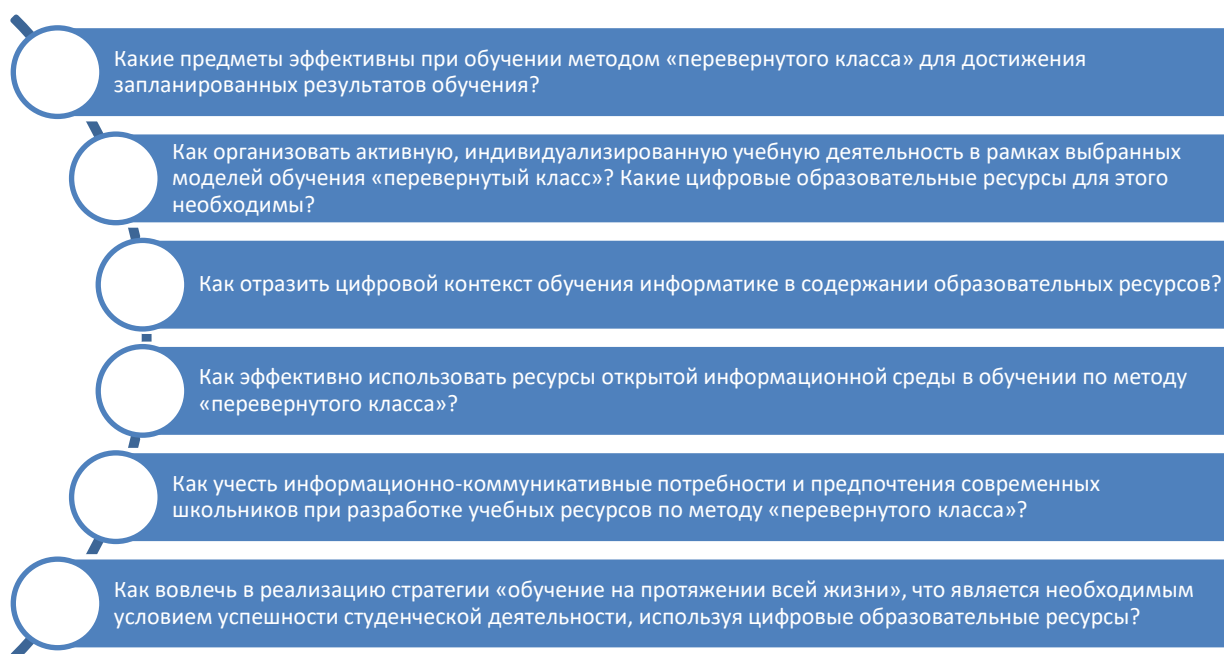 Какие предметы эффективны при обучении методом «перевернутого класса» для достижения
запланированных результатов обучения?
Как организовать активную, индивидуализированную учебную деятельность в рамках выбранных
моделей обучения «перевернутый класс»? Какие цифровые образовательные ресурсы для этого
необходимы?
Как отразить цифровой контекст обучения информатике в содержании образовательных ресурсов?
Как эффективно использовать ресурсы открытой информационной среды в обучении по методу
«перевернутого класса»?
Как учесть информационно-коммуникативные потребности и предпочтения современных
школьников при разработке учебных ресурсов по методу «перевернутого класса»?
Как вовлечь в реализацию стратегии «обучение на протяжении всей жизни», что является необходимым
условием успешности студенческой деятельности, используя цифровые образовательные ресурсы?